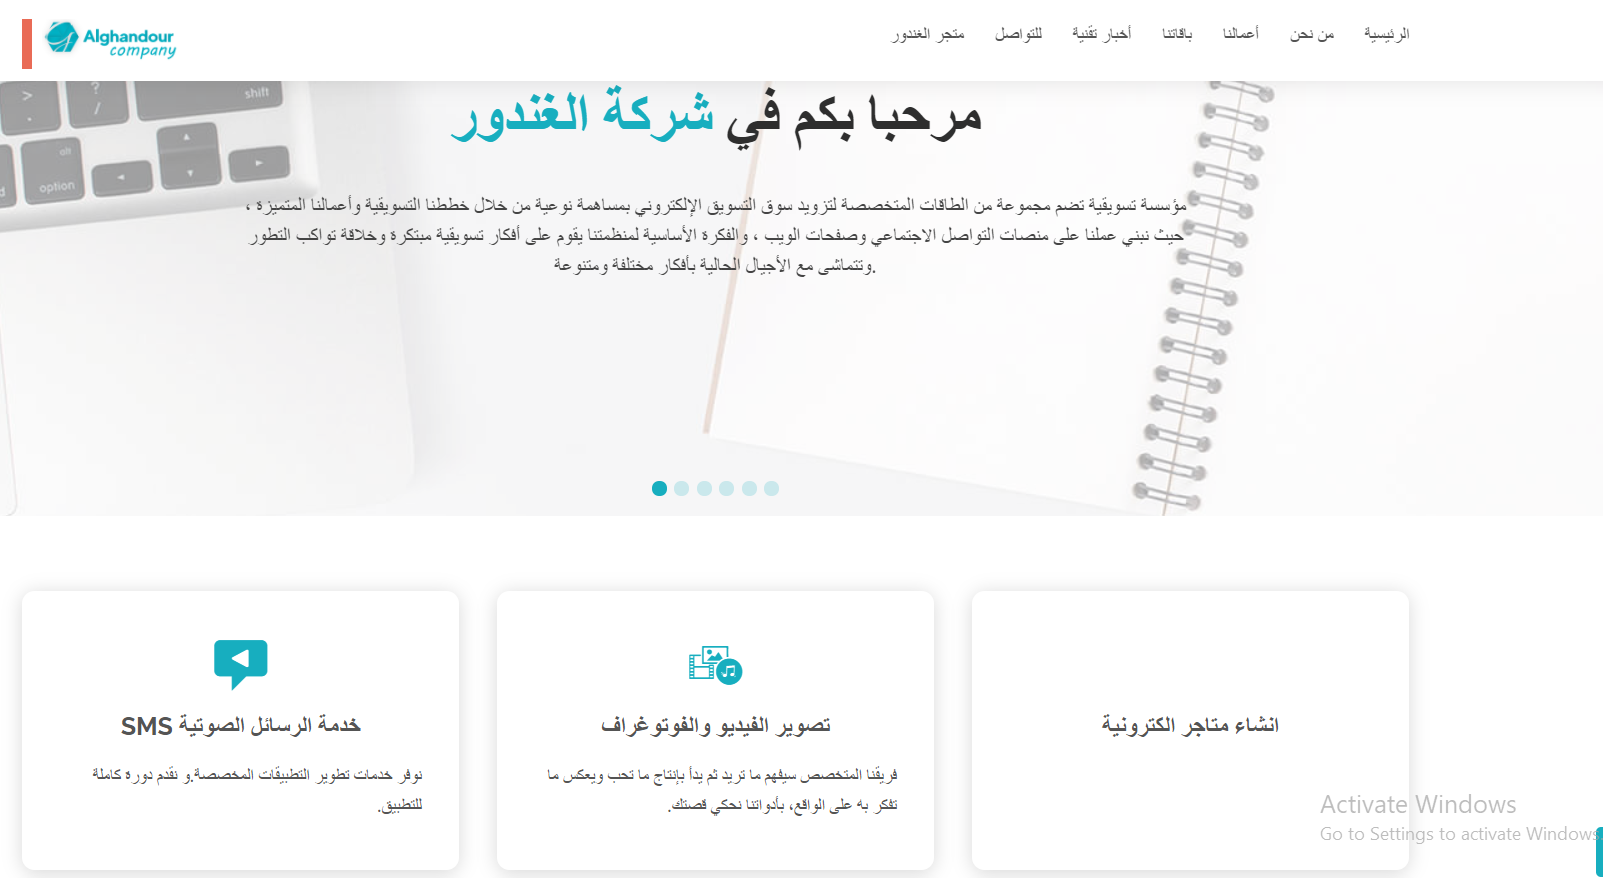 الرئيسية من نحن أعمالنا باقاتنا أخبار تقنية للتواصل متجر الغندور
Alghandour
company
مرحبا بكم في شركة الغندور
مؤسسة تسويقية تضم مجموعة من الطاقات المتخصصة لتزويد سوق التسويق الإلكتروني بمساهمة نوعية من خلال خططنا التسويقية وأعمالنا المتميزة ،
حيث نبني عملنا على منصات التواصل الاجتماعي وصفحات الويب ، والفكرة الأساسية لمنظمتنا يقوم على أفكار تسويقية مبتكرة وخلاقة تواكب التطور
.وتتماشى مع الأجيال الحالية بأفكار مختلفة ومتنوعة
shift
alt
option
انشاء متاجر الكترونية
تصوير الفيديو والفوتوغراف
فريقنا المتخصص سيفهم ما تريد ثم يدأ بإنتاج ما تحب ويعكس ما
تفكر به على الواقع، بأدواتنا نحكي قصتك.
خدمة الرسائل الصوتية SMS
نوفر خدمات تطوير التطبيقات المخصصة.و نقدم دورة كاملة
للتطبيق.
Activate Windows
Go to Settings to activate Windows